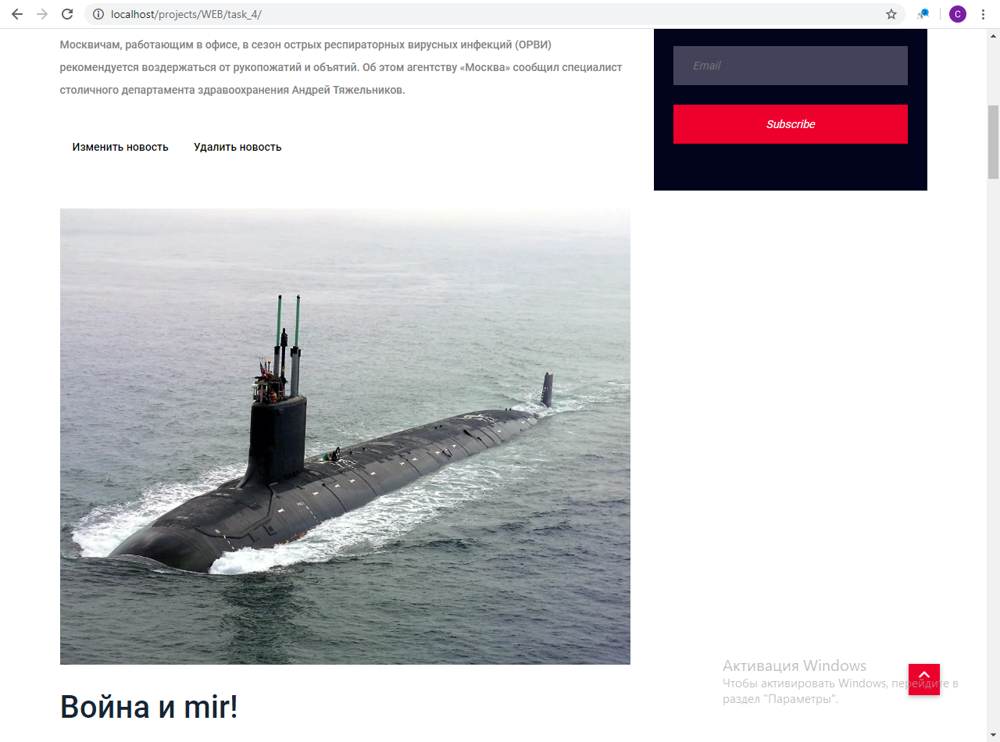 localhost/projects/WEB/task_4/
C
Москвичам, работающим в офисе, в сезон острых респираторных вирусных инфекций (ОРВИ)
рекомендуется воздержаться от рукопожатий и объятий. Об этом агентству «Москва» сообщил специалист
столичного департамента здравоохранения Андрей Тяжельников.
Изменить новость Удалить новость
Email
Subscribe
Война и mir!
Активация Windows
Чтобы активировать Windows, перейдите в
раздел "Параметры".